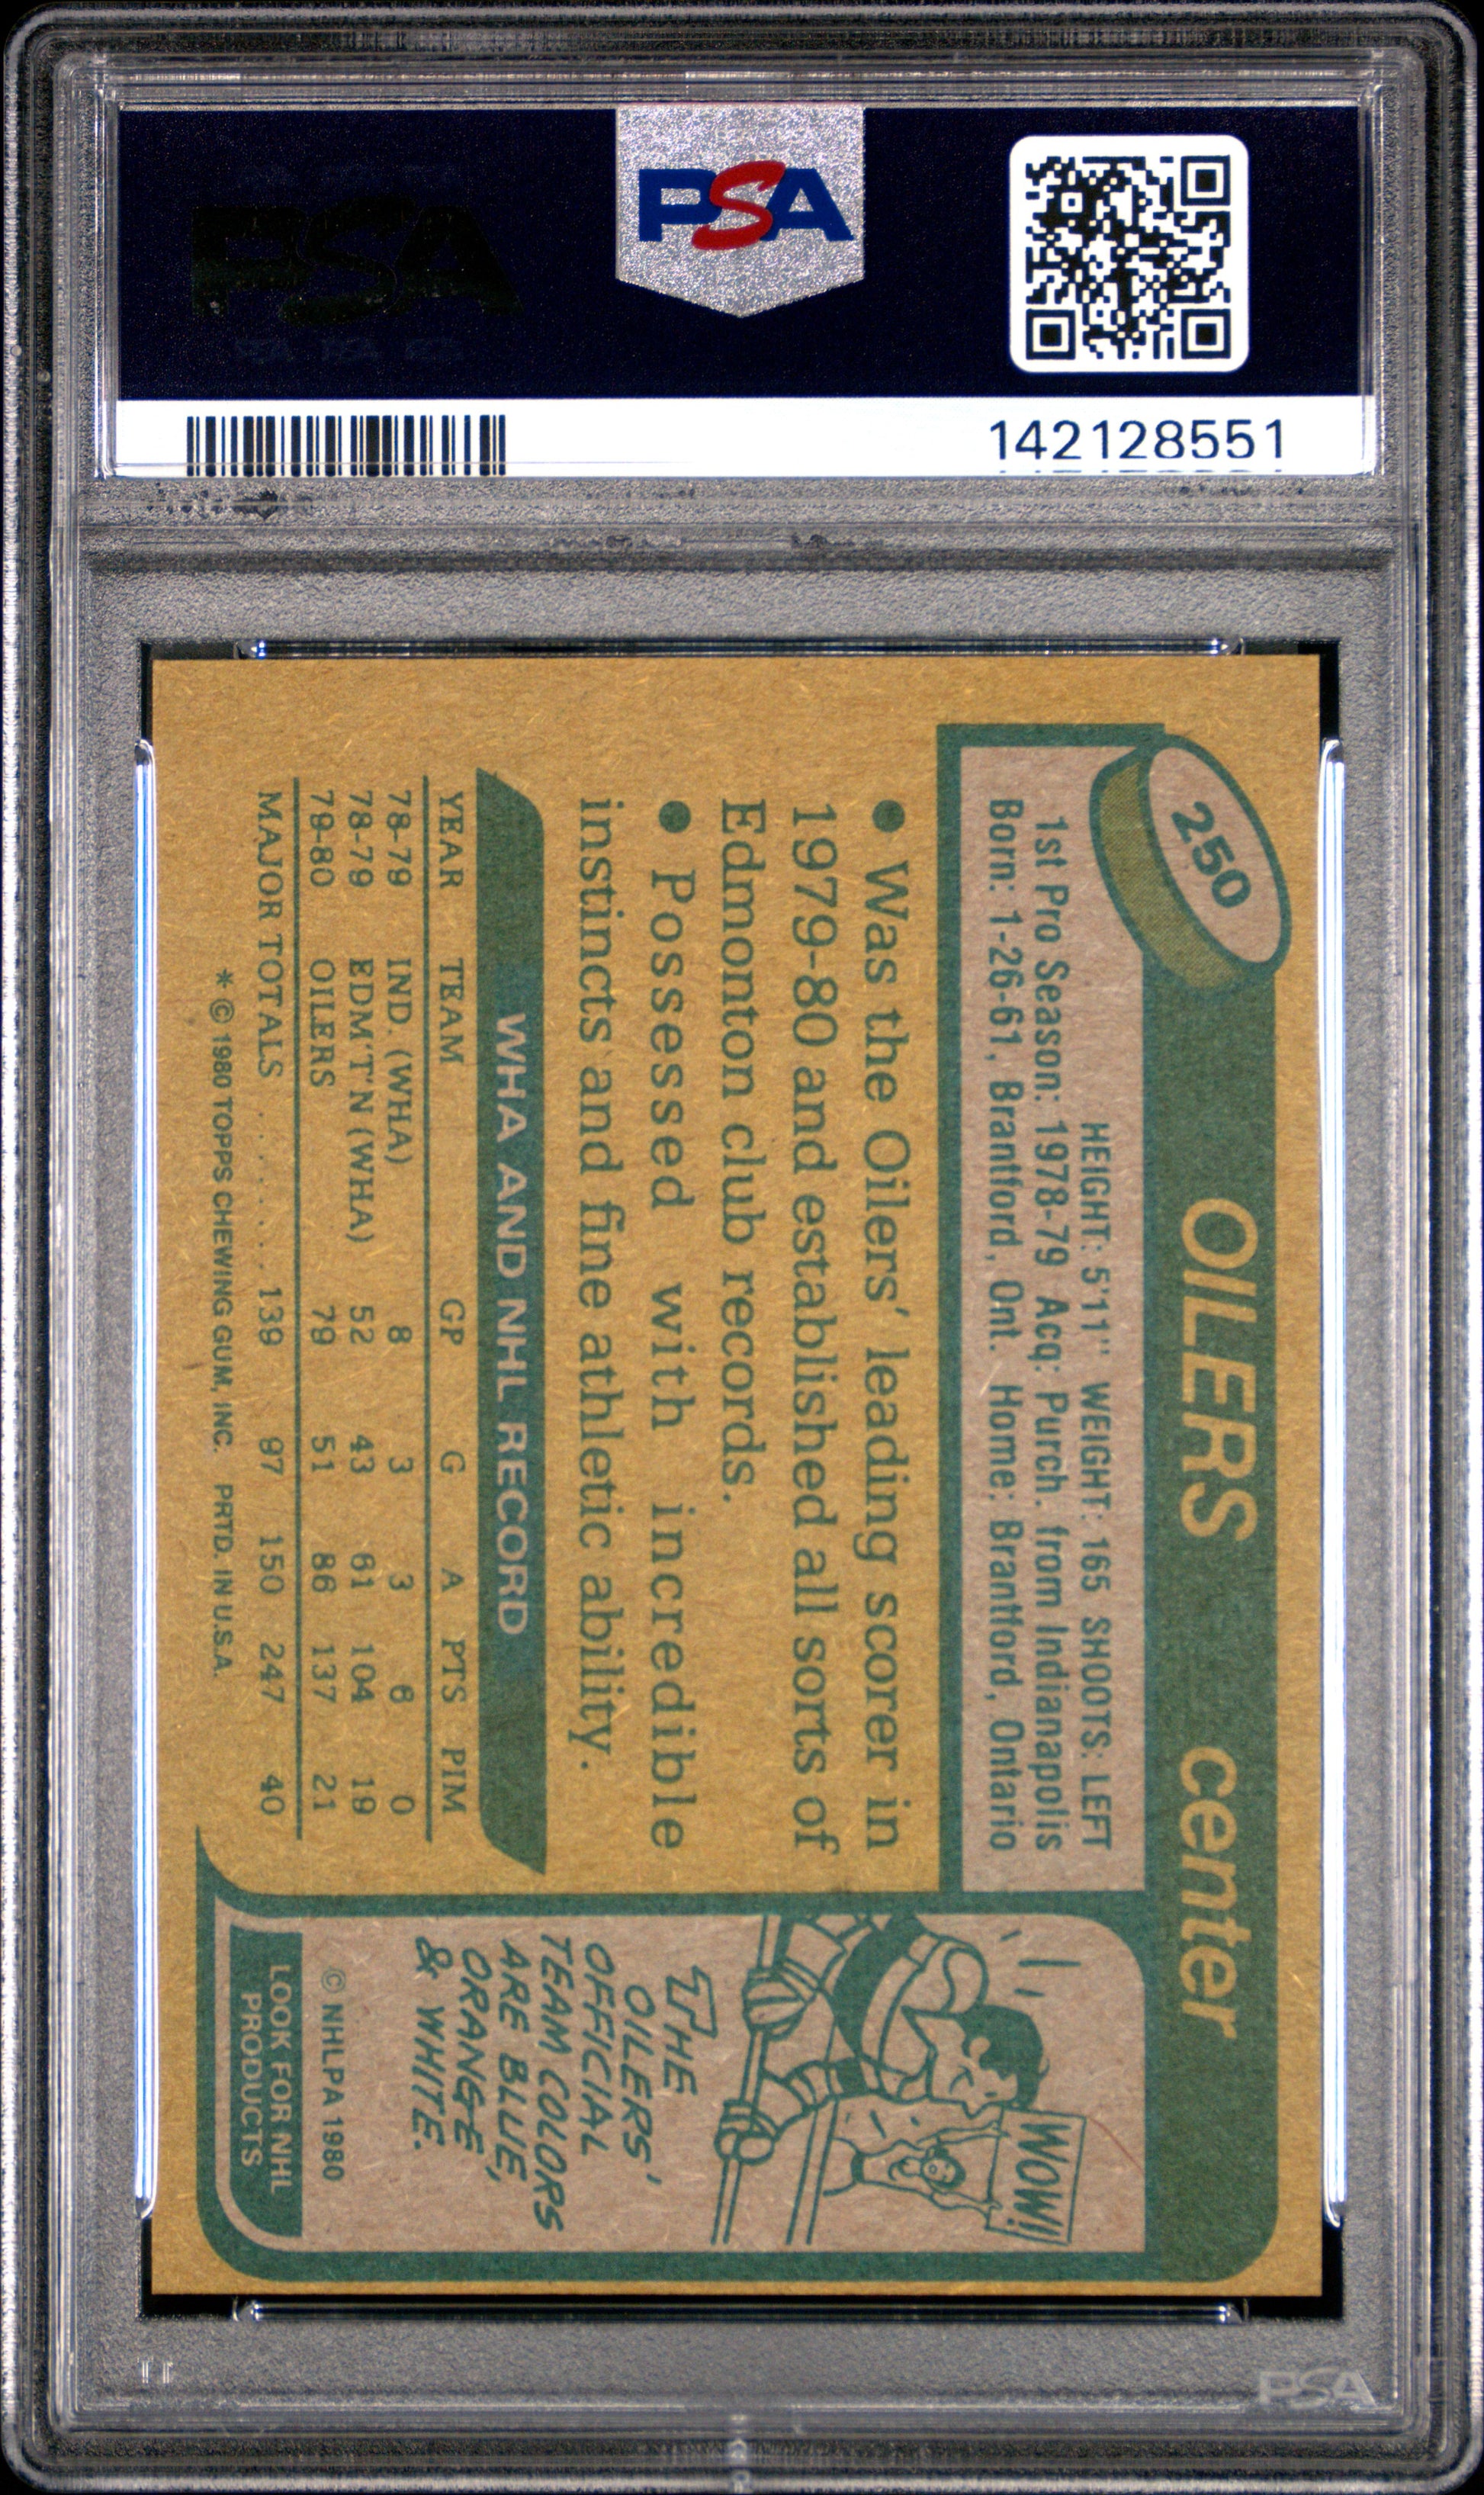 PSA
PSA
142128551
250
OILERS center
HEIGHT: 5'11" WEIGHT: 165 SHOOTS: LEFT
1st Pro Season: 1978-79 Acq: Purch. from Indianapolis
Born: 1-26-61, Brantford, Ont. Home: Brantford, Ontario
● Was the Oilers' leading scorer in
1979-80 and established all sorts of
Edmonton club records.
● Possessed with incredible
instincts and fine athletic ability.
WHA AND NHL RECORD
YEAR TEAM GP G A PTS PIM
78-79 IND. (WHA) 8 3 3 6 0
78-79 EDM'T'N (WHA) 52 43 61 104 19
79-80 OILERS 79 51 86 137 21
MAJOR TOTALS . . . . . . . 139 97 150 247 40
* © 1980 TOPPS CHEWING GUM, INC. PRTD. IN U.S.A.
WOW!
THE
OILERS'
OFFICIAL
TEAM COLORS
ARE BLUE,
ORANGE
& WHITE.
© NHLPA 1980
LOOK FOR NHL
PRODUCTS
PSA